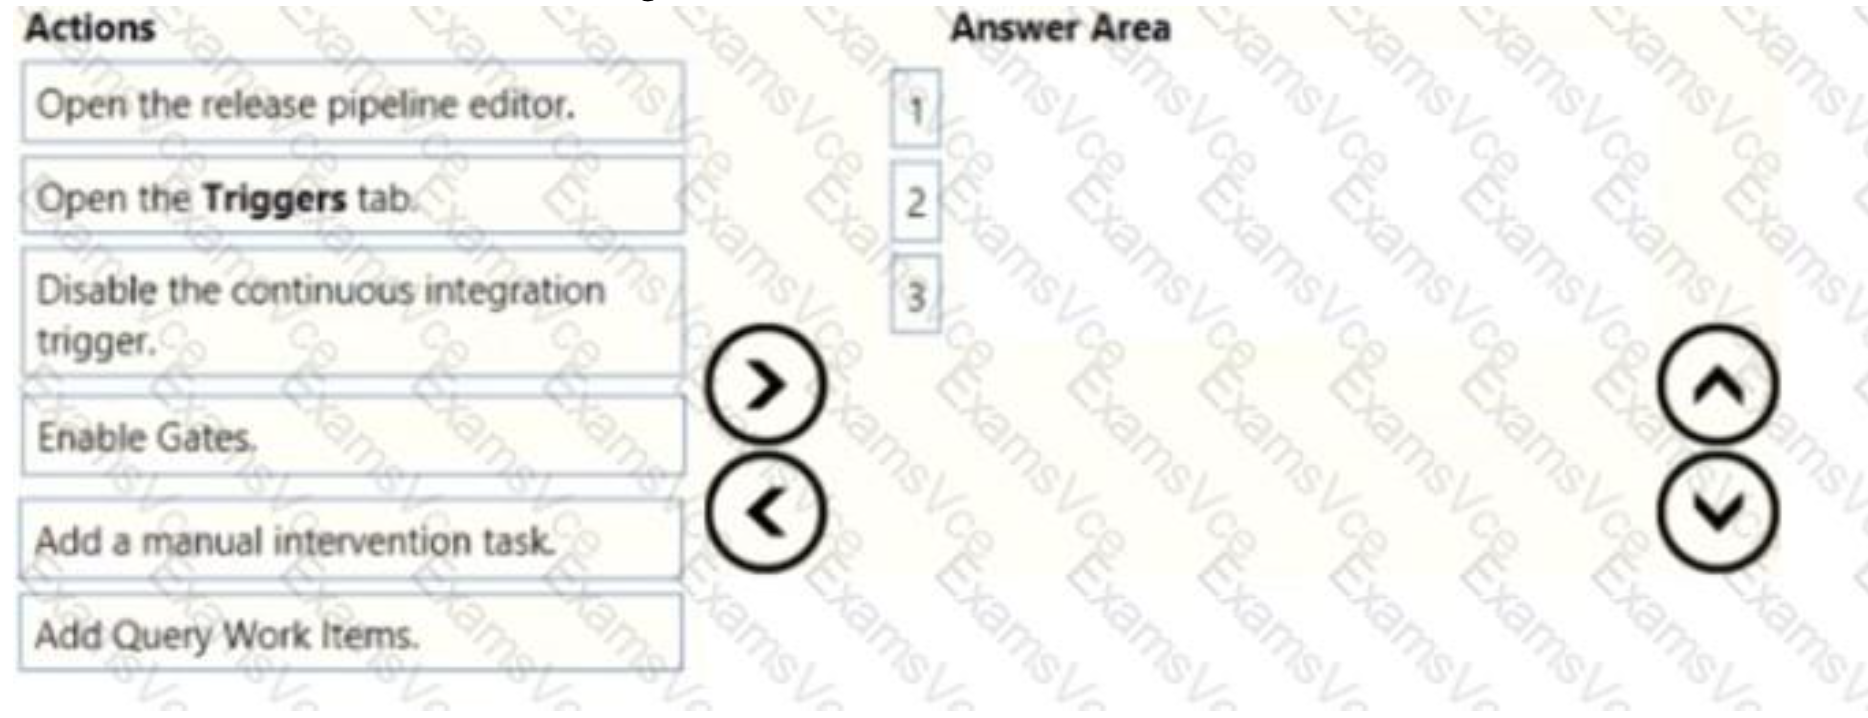 Actions
Answer Area
Open the release pipeline editor.
Open the Triggers tab.
Disable the continuous integration
trigger.
Enable Gates.
Add a manual intervention task.
Add Query Work Items.
1
2
3
ExamsVce